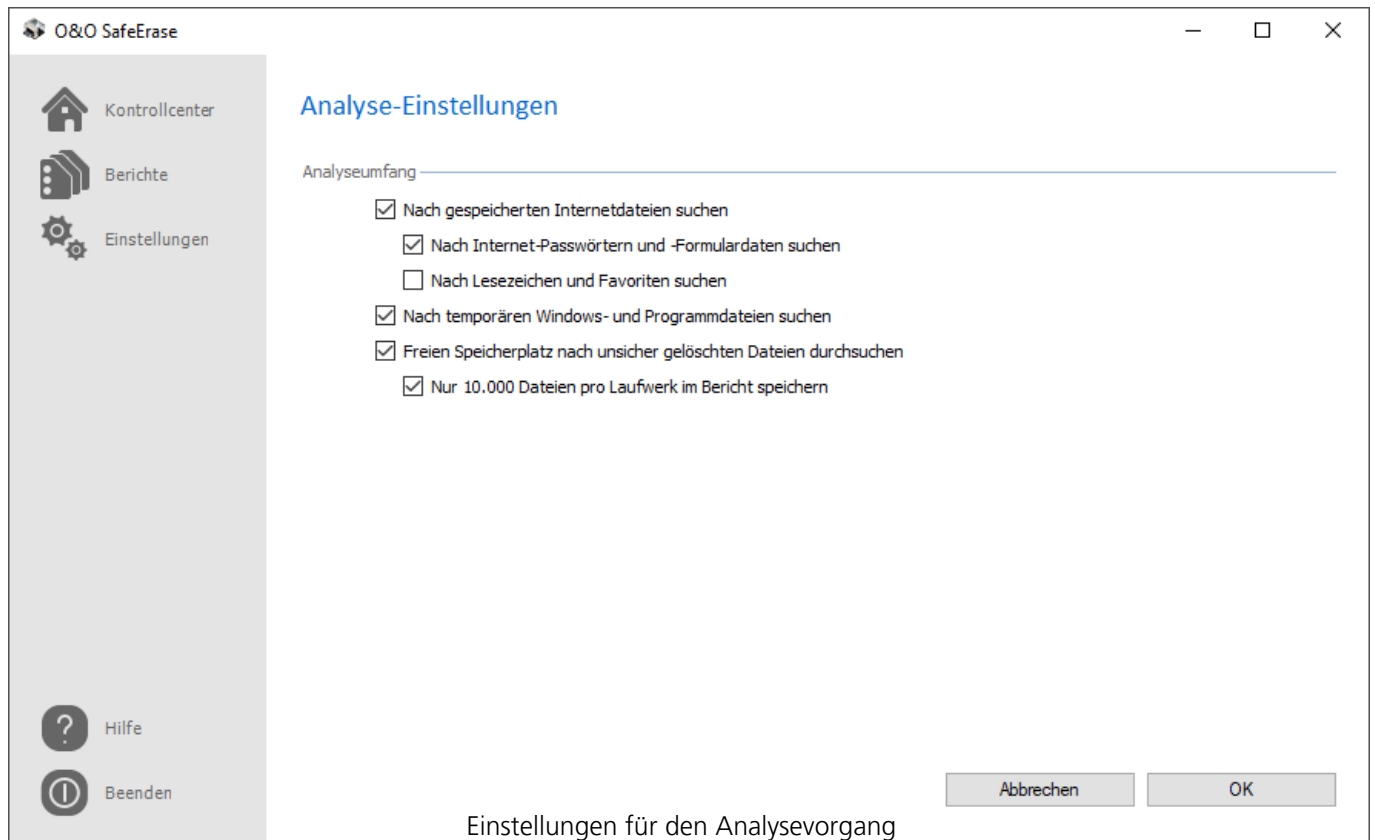 O&O SafeErase
Kontrollcenter
Berichte
Einstellungen
Analyse-Einstellungen
Analyseumfang
Nach gespeicherten Internetdateien suchen
Nach Internet-Passwörtern und -Formulardaten suchen
Nach Lesezeichen und Favoriten suchen
Nach temporären Windows- und Programmdateien suchen
Freien Speicherplatz nach unsicher gelöschten Dateien durchsuchen
Nur 10.000 Dateien pro Laufwerk im Bericht speichern
Hilfe
Beenden
Abbrechen
OK
Einstellungen für den Analysevorgang